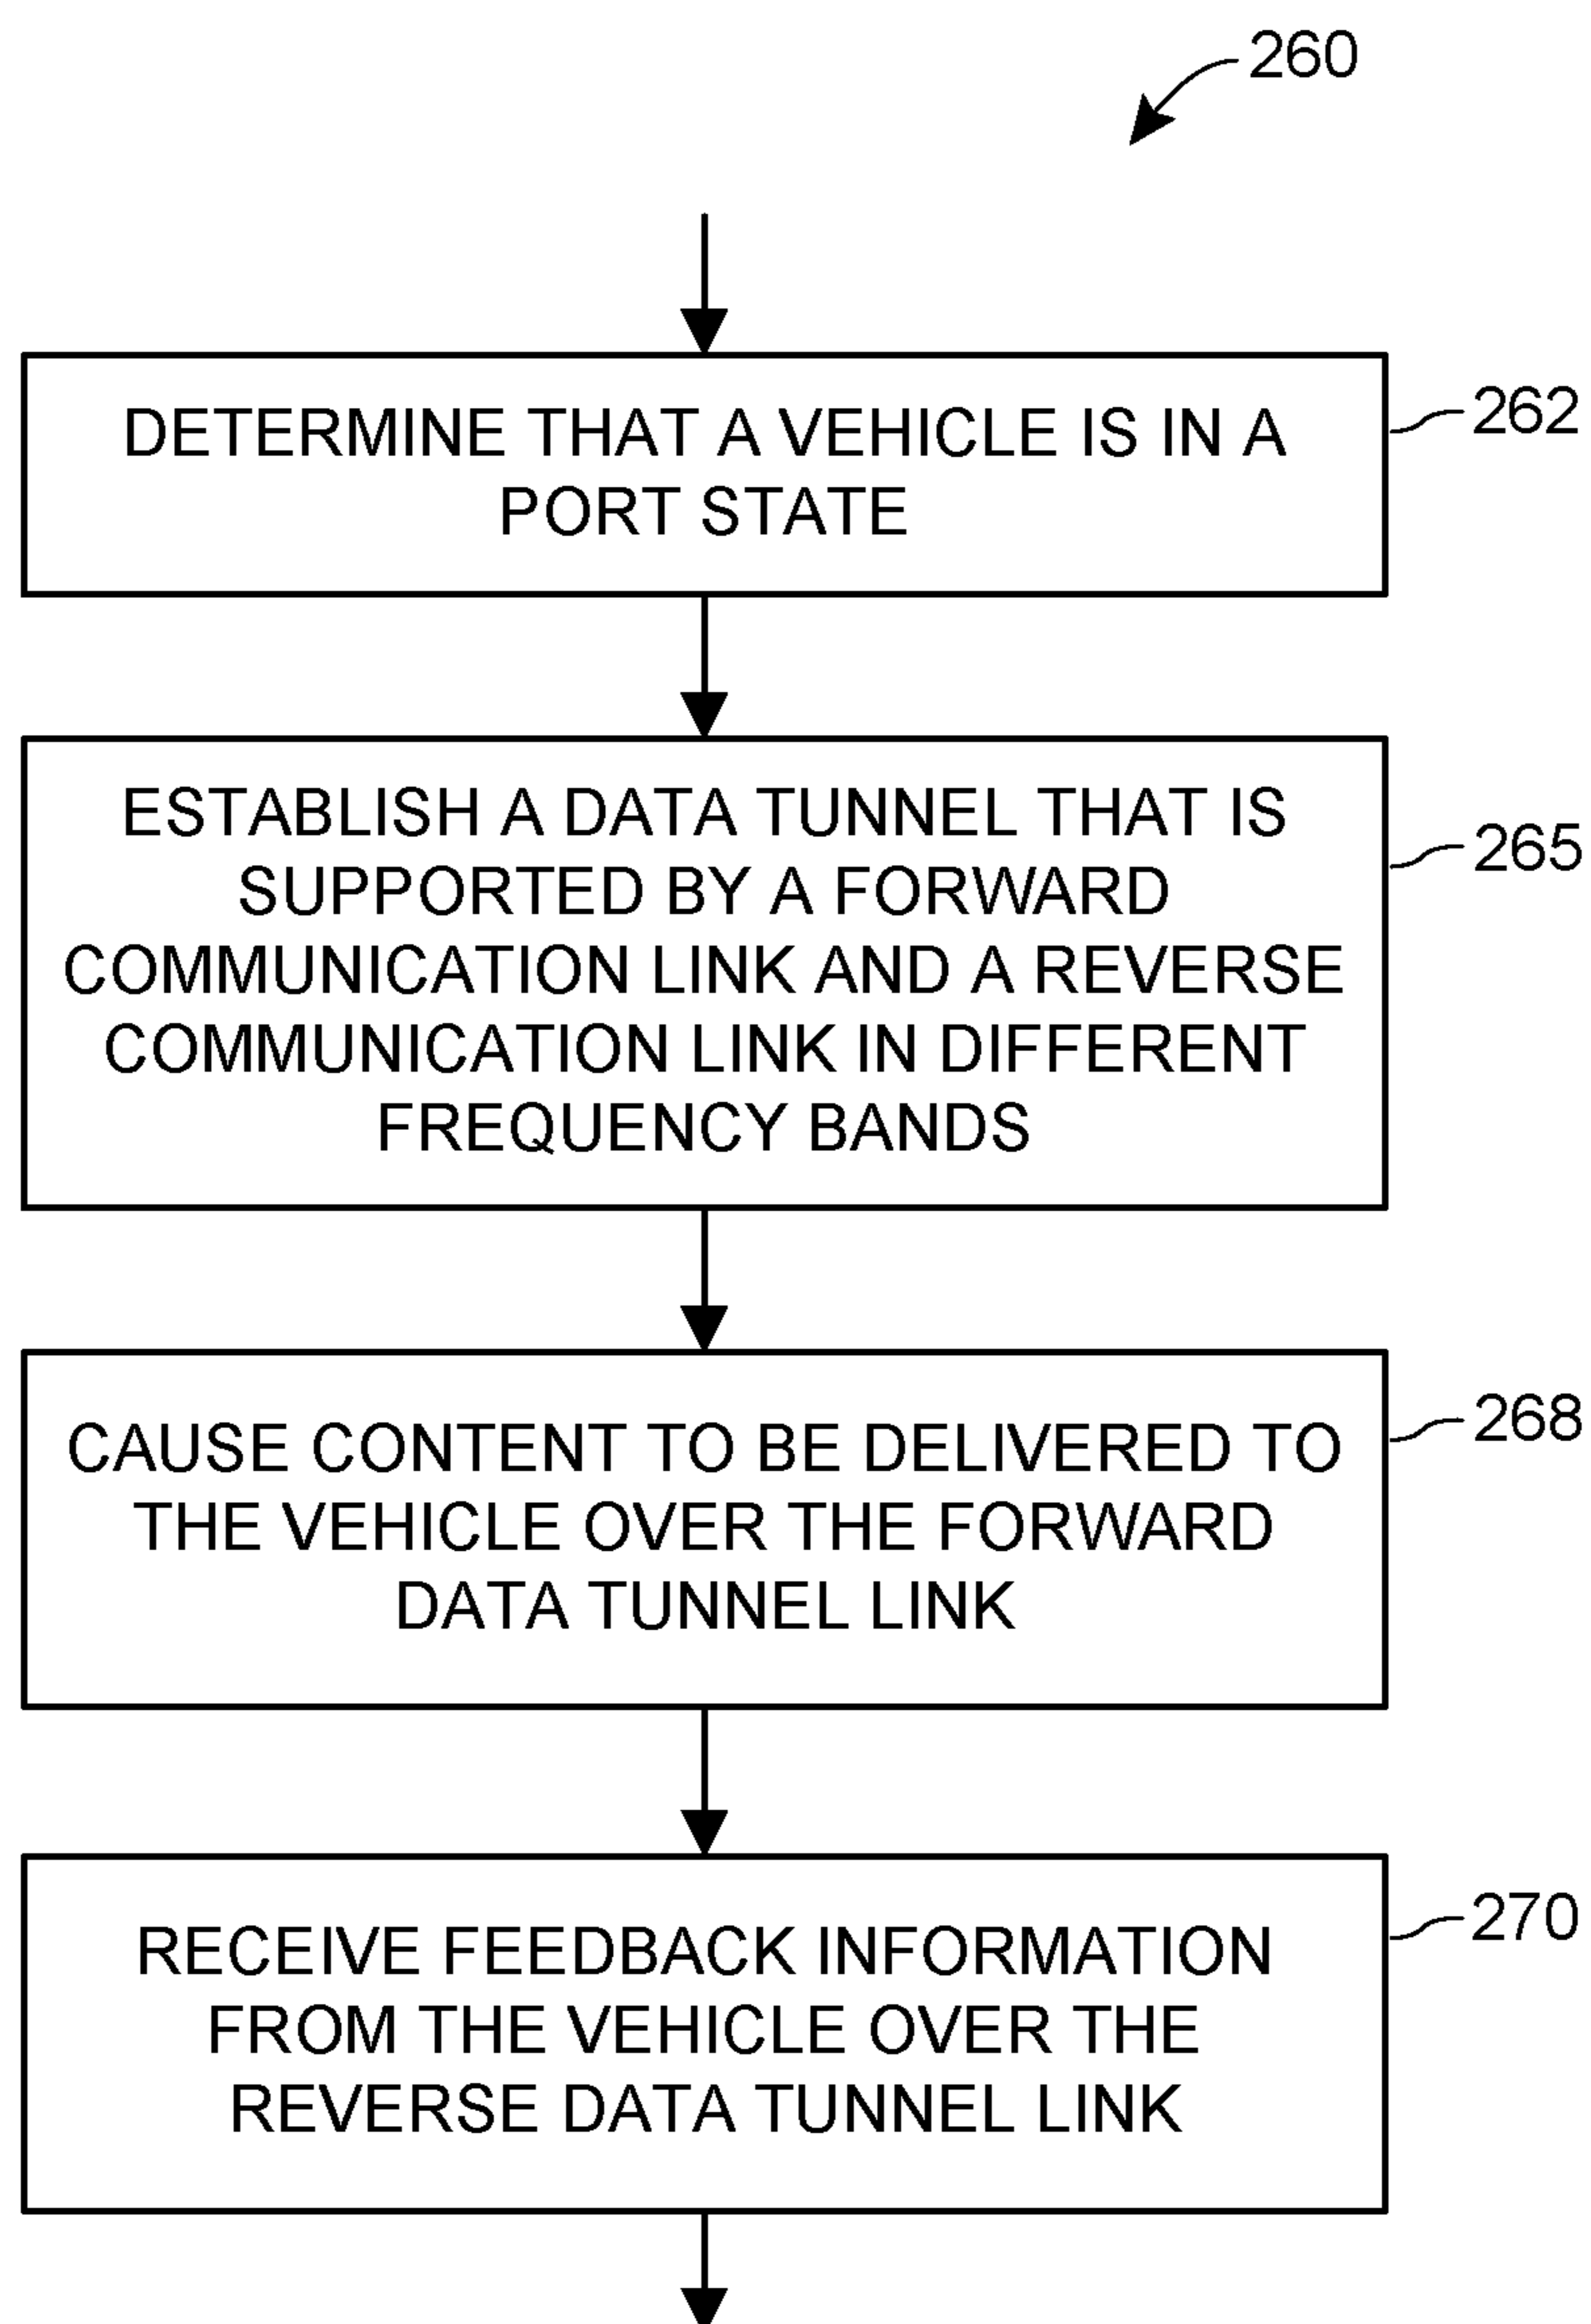 260
DETERMINE THAT A VEHICLE IS IN A
PORT STATE
262
ESTABLISH A DATA TUNNEL THAT IS
SUPPORTED BY A FORWARD
COMMUNICATION LINK AND A REVERSE
COMMUNICATION LINK IN DIFFERENT
FREQUENCY BANDS
265
CAUSE CONTENT TO BE DELIVERED TO
THE VEHICLE OVER THE FORWARD
DATA TUNNEL LINK
268
RECEIVE FEEDBACK INFORMATION
FROM THE VEHICLE OVER THE
REVERSE DATA TUNNEL LINK
270